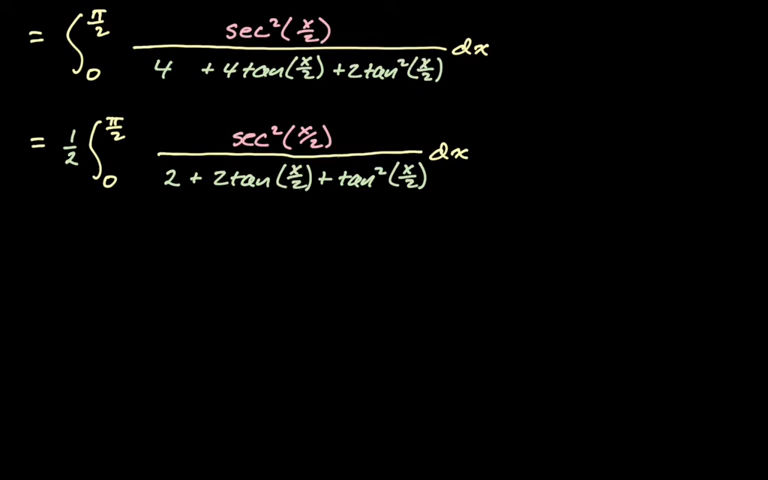 = ∫₀^{π/2} sec²(x/2) / (4 + 4tan(x/2) + 2tan²(x/2)) dx
= 1/2 ∫₀^{π/2} sec²(x/2) / (2 + 2tan(x/2) + tan²(x/2)) dx